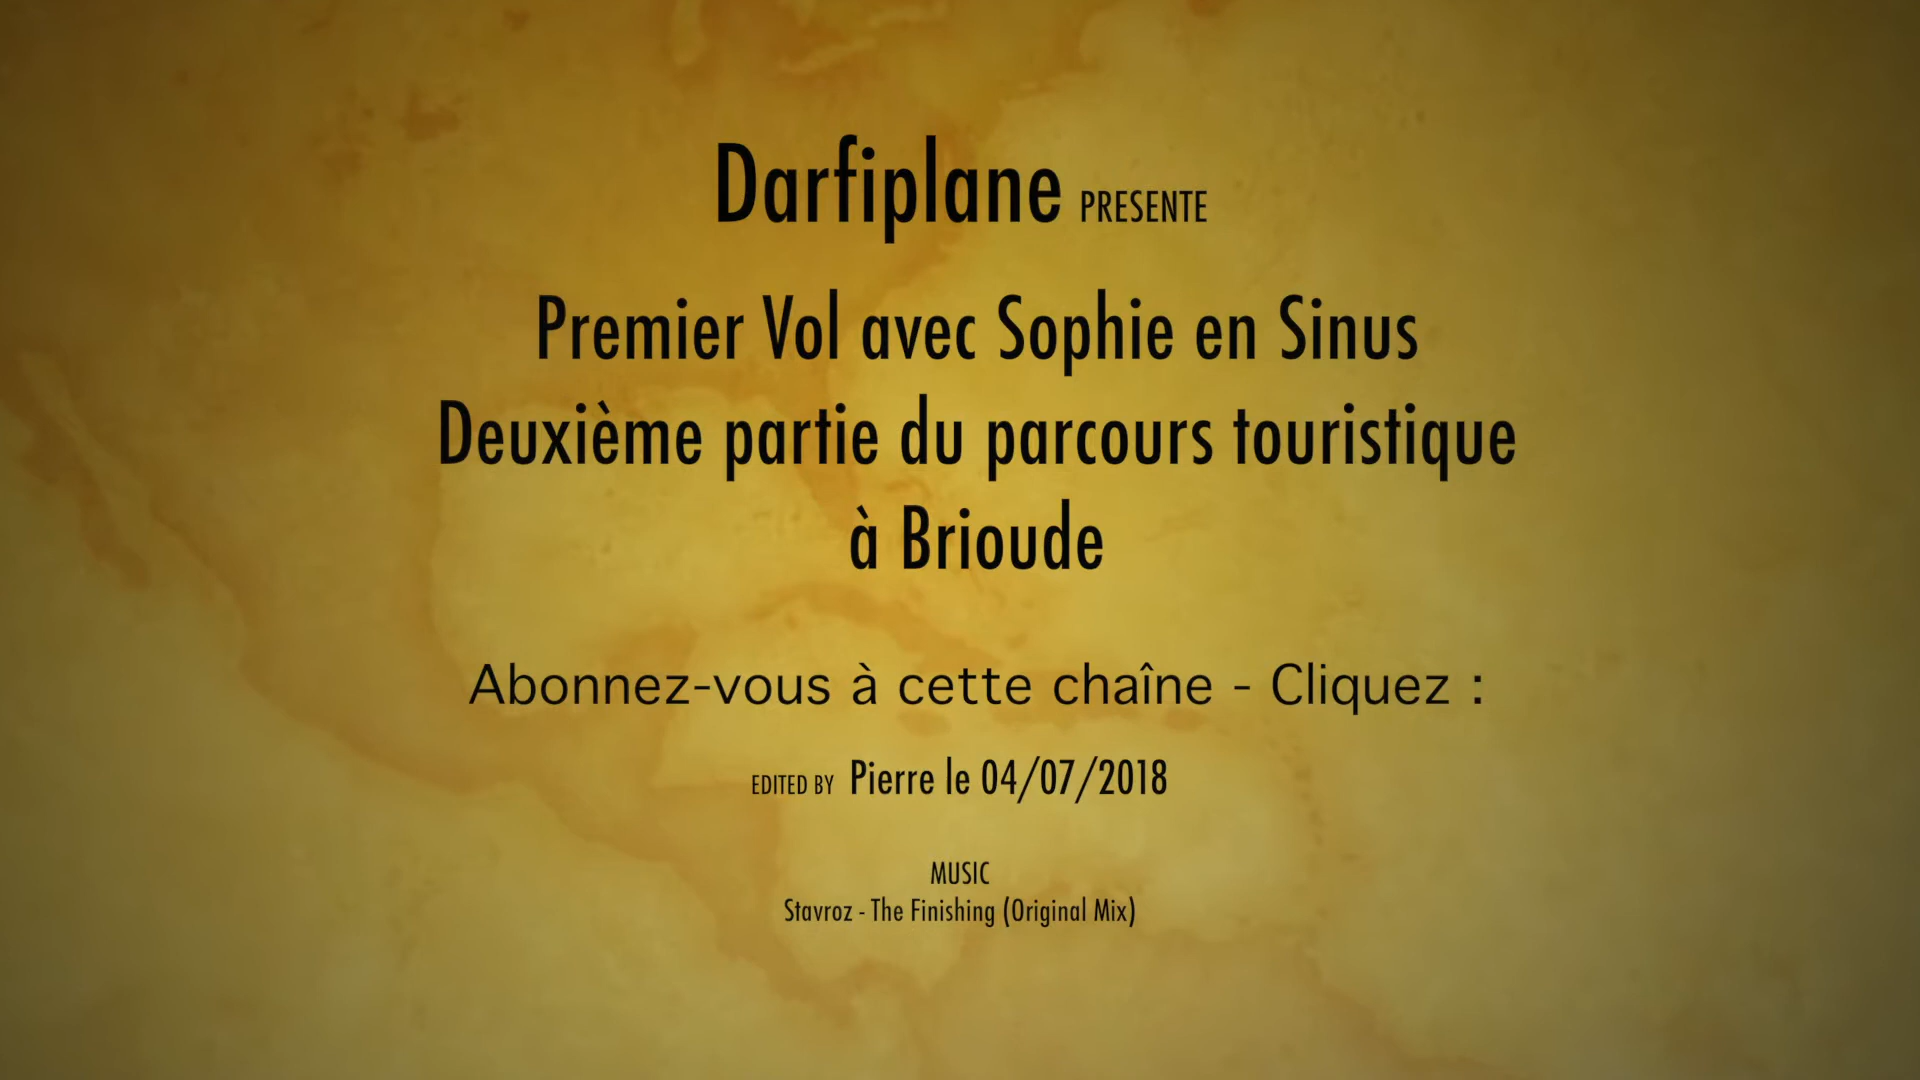 Darfiplane PRESENTE
Premier Vol avec Sophie en Sinus
Deuxième partie du parcours touristique
à Brioude
Abonnez-vous à cette chaîne - Cliquez :
EDITED BY Pierre le 04/07/2018
MUSIC
Stavroz - The Finishing (Original Mix)